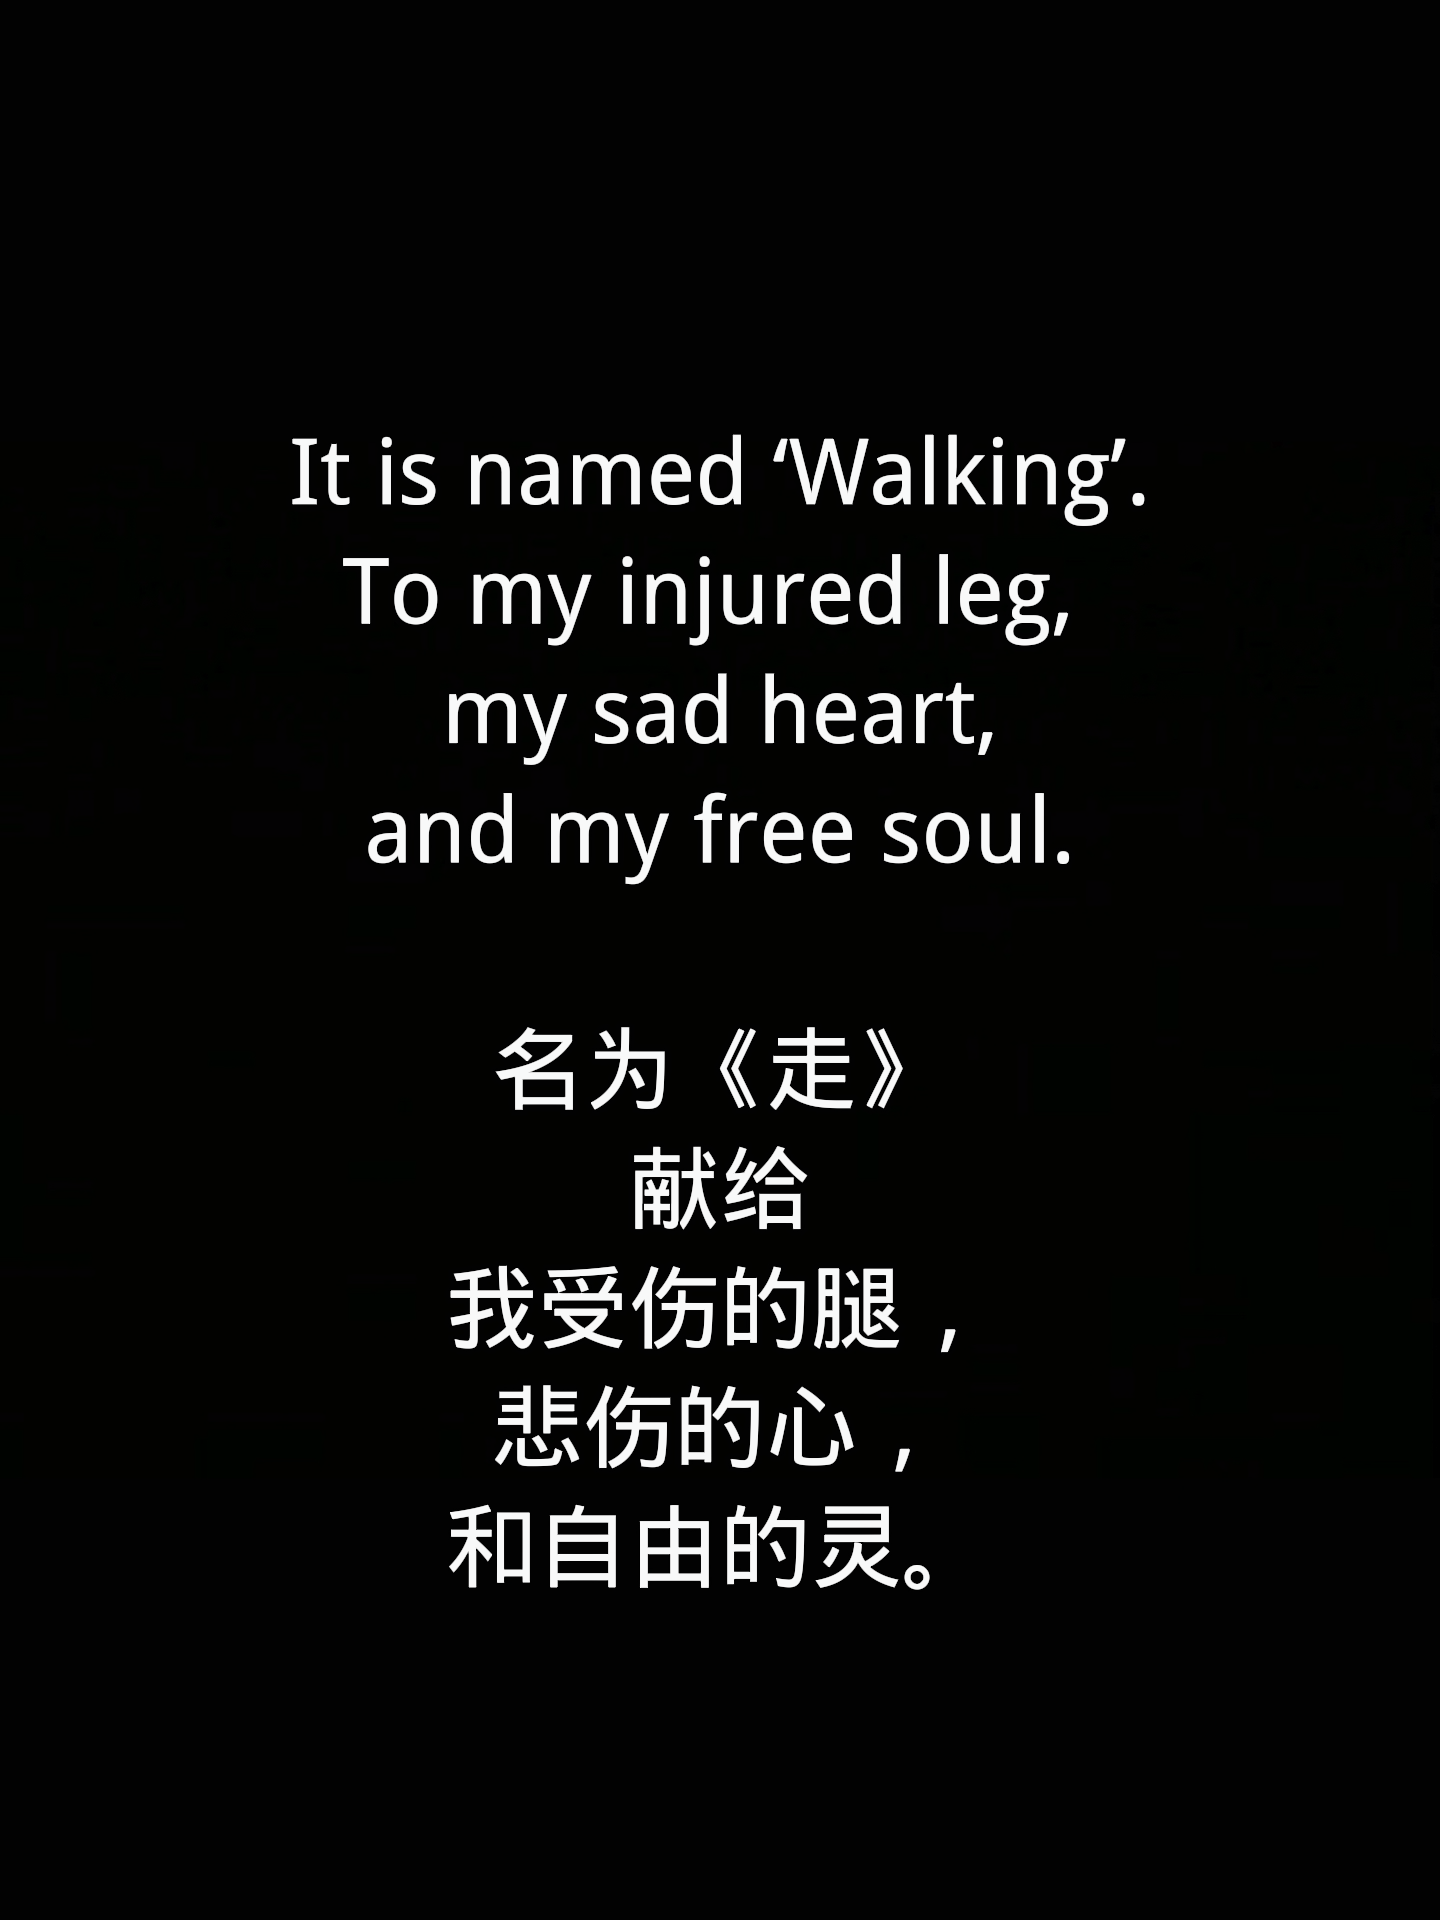 It is named ‘Walking’.
To my injured leg,
my sad heart,
and my free soul.
名为《走》
献给
我受伤的腿，
悲伤的心，
和自由的灵。